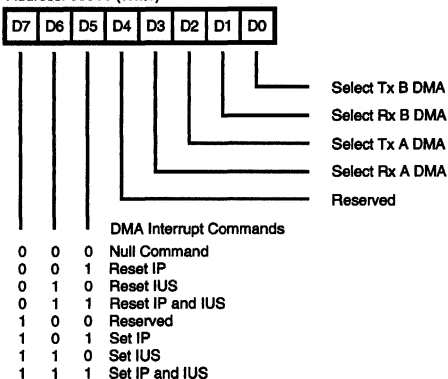 D7 D6 D5 D4 D3 D2 D1 D0
Select Tx B DMA
Select Rx B DMA
Select Tx A DMA
Select Rx A DMA
Reserved
DMA Interrupt Commands
0 0 0 Null Command
0 0 1 Reset IP
0 1 0 Reset IUS
0 1 1 Reset IP and IUS
1 0 0 Reserved
1 0 1 Set IP
1 1 0 Set IUS
1 1 1 Set IP and IUS